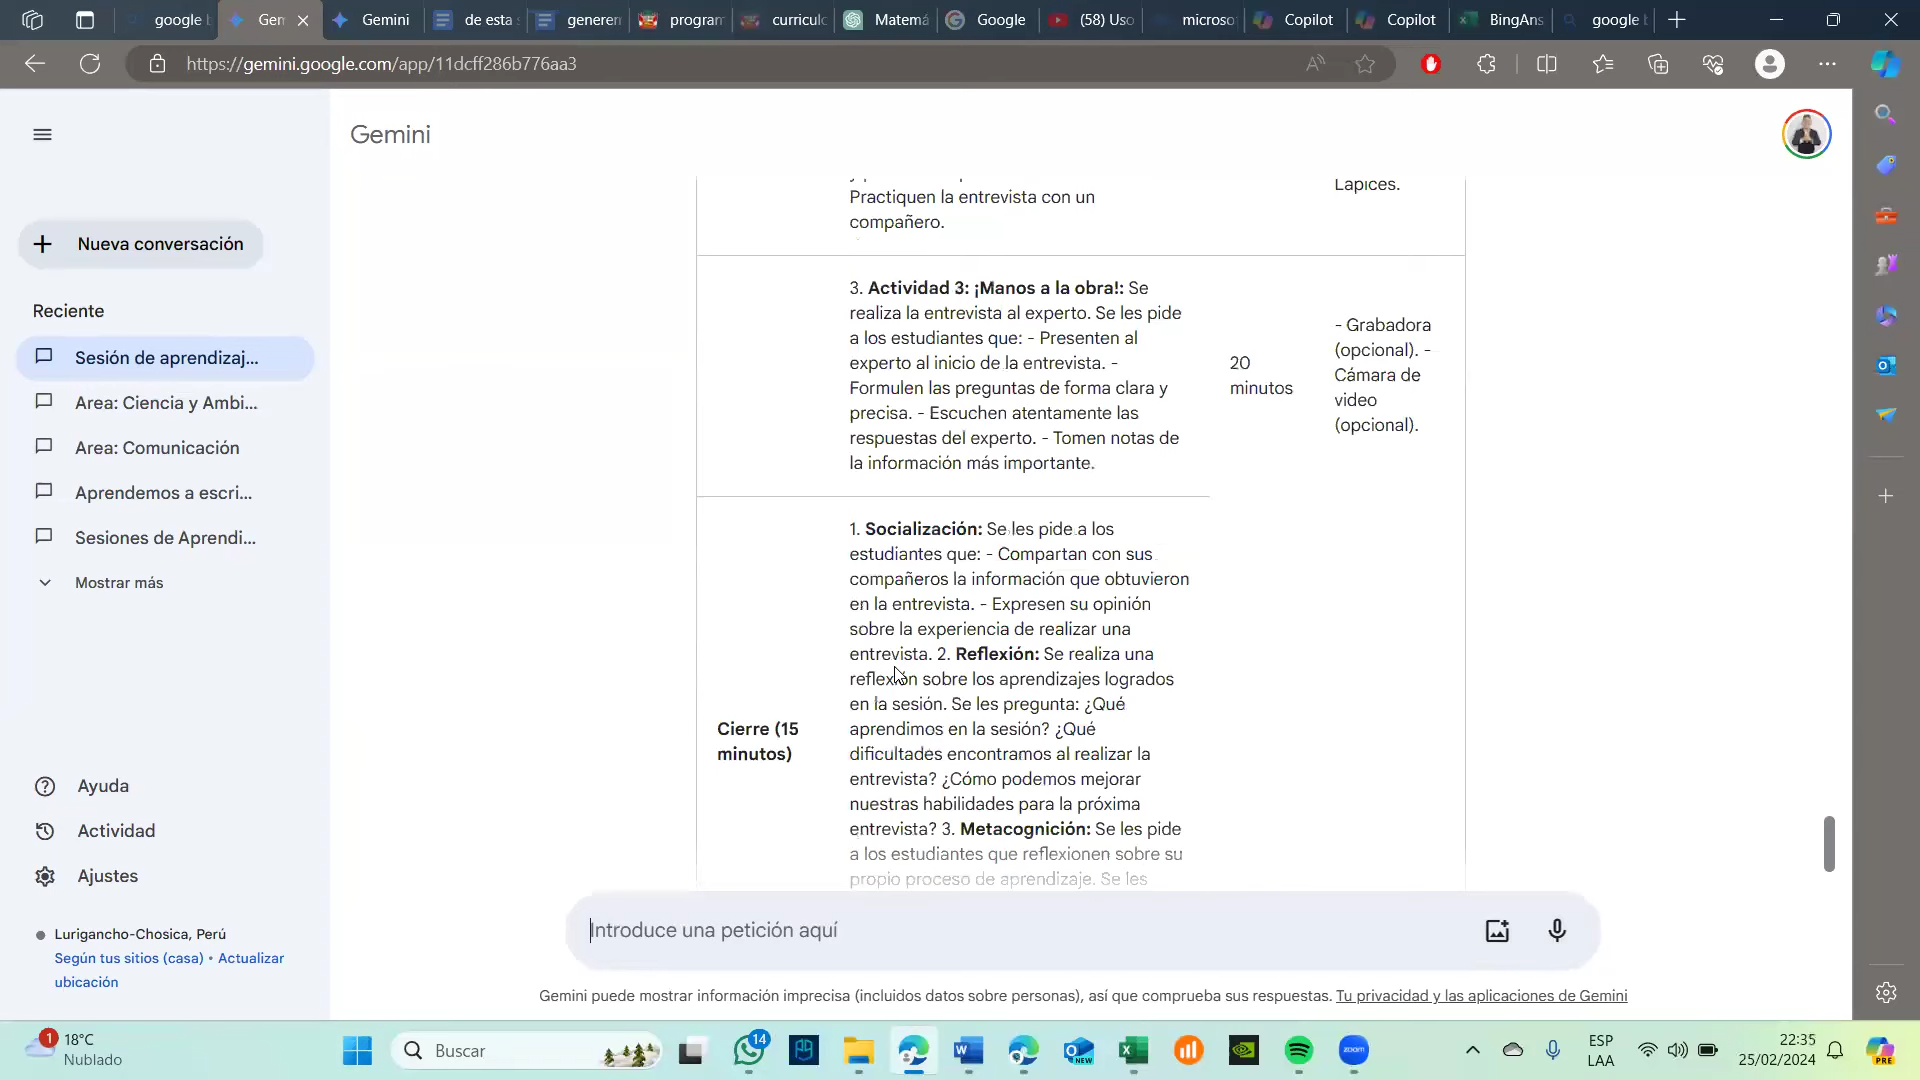 google b
Gem
Gemini
de esta s
generem
program
curricul
Matemá
Google
(58) Uso
microso
Copilot
Copilot
BingAns
google b
https://gemini.google.com/app/11dcff286b776aa3
Gemini
Nueva conversación
Reciente
Sesión de aprendizaj...
Area: Ciencia y Ambi...
Area: Comunicación
Aprendemos a escri...
Sesiones de Aprendi...
Mostrar más
Ayuda
Actividad
Ajustes
Lurigancho-Chosica, Perú
Según tus sitios (casa) • Actualizar
ubicación
Lápices.
Practiquen la entrevista con un
compañero.
3. Actividad 3: ¡Manos a la obra!: Se
realiza la entrevista al experto. Se les pide
a los estudiantes que: - Presenten al
experto al inicio de la entrevista. -
Formulen las preguntas de forma clara y
precisa. - Escuchen atentamente las
respuestas del experto. - Tomen notas de
la información más importante.
20
minutos
- Grabadora
(opcional). -
Cámara de
video
(opcional).
Cierre (15
minutos)
1. Socialización: Se les pide a los
estudiantes que: - Compartan con sus
compañeros la información que obtuvieron
en la entrevista. - Expresen su opinión
sobre la experiencia de realizar una
entrevista. 2. Reflexión: Se realiza una
reflexión sobre los aprendizajes logrados
en la sesión. Se les pregunta: ¿Qué
aprendimos en la sesión? ¿Qué
dificultades encontramos al realizar la
entrevista? ¿Cómo podemos mejorar
nuestras habilidades para la próxima
entrevista? 3. Metacognición: Se les pide
a los estudiantes que reflexionen sobre su
propio proceso de aprendizaje. Se les
Introduce una petición aquí
Gemini puede mostrar información imprecisa (incluidos datos sobre personas), así que comprueba sus respuestas. Tu privacidad y las aplicaciones de Gemini
1
18°C
Nublado
Buscar
14
NEW
zoom
ESP
LAA
22:35
25/02/2024
PRE